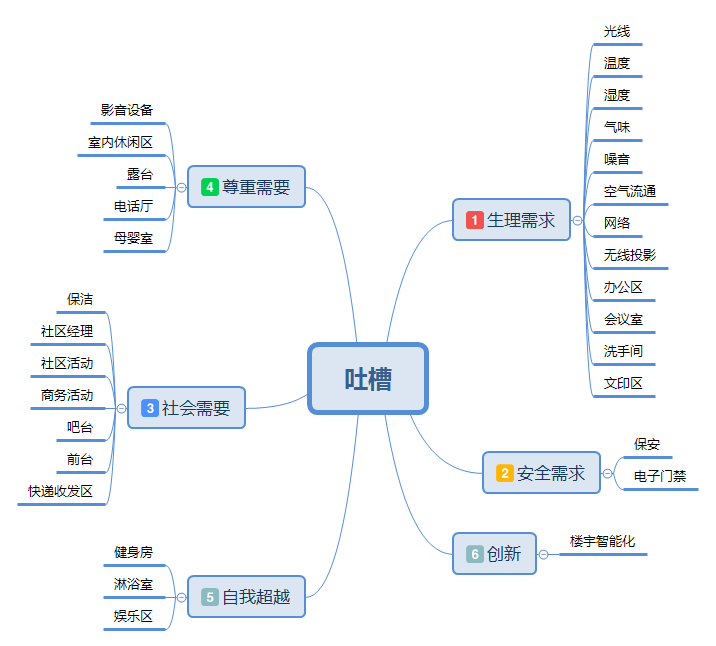 吐槽
1 生理需求
光线
温度
湿度
气味
噪音
空气流通
网络
无线投影
办公区
会议室
洗手间
文印区
2 安全需求
保安
电子门禁
3 社会需要
保洁
社区经理
社区活动
商务活动
吧台
前台
快递收发区
4 尊重需要
影音设备
室内休闲区
露台
电话厅
母婴室
5 自我超越
健身房
淋浴室
娱乐区
6 创新
楼宇智能化